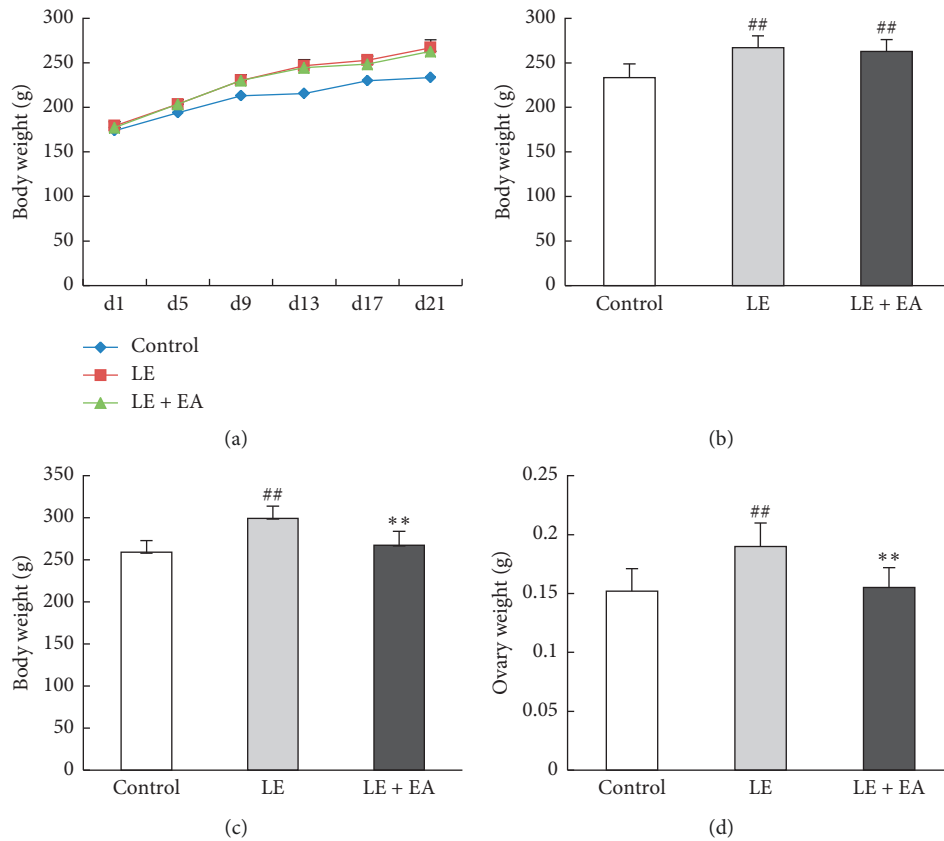 300
250
200
150
100
50
0
Body weight (g)
d1 d5 d9 d13 d17 d21
Control
LE
LE + EA
(a)
300
250
200
150
100
50
0
Body weight (g)
##
##
Control LE LE + EA
(b)
350
300
250
200
150
100
50
0
Body weight (g)
##
**
Control LE LE + EA
(c)
0.25
0.2
0.15
0.1
0.05
0
Ovary weight (g)
##
**
Control LE LE + EA
(d)